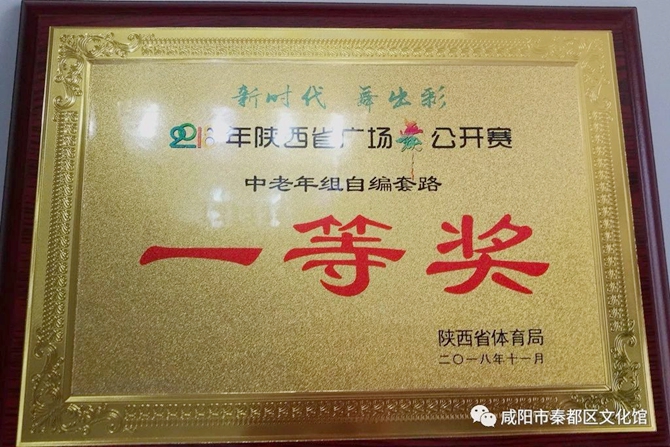 新时代 舞出彩
2018年陕西省广场舞公开赛
中老年组自编套路
一等奖
陕西省体育局
二〇一八年十一月
咸阳市秦都区文化馆